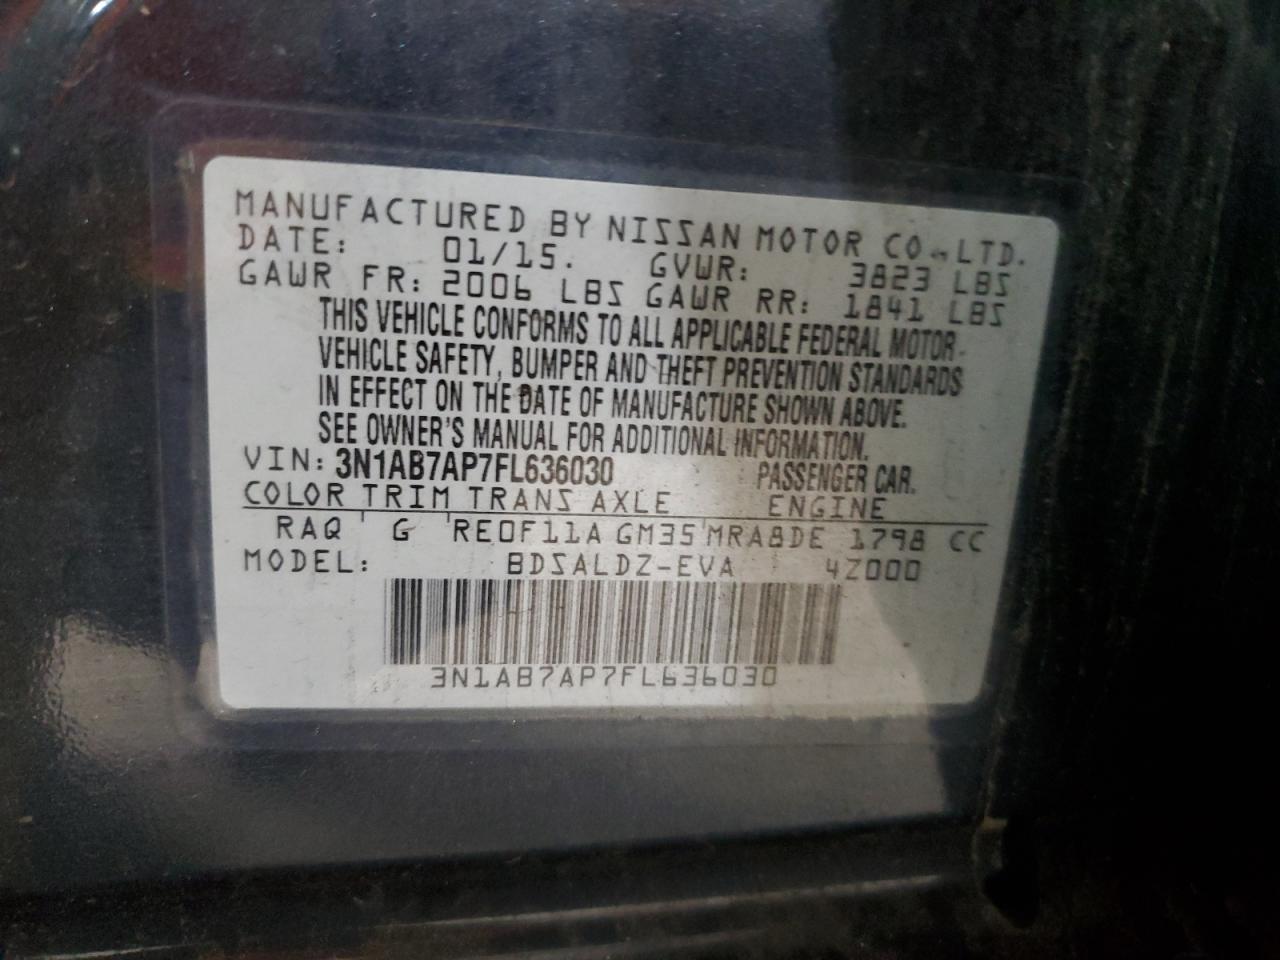 MANUFACTURED BY NISSAN MOTOR CO., LTD.
DATE: 01/15. GVWR: 3823 LBS
GAWR FR: 2006 LBS GAWR RR: 1841 LBS
THIS VEHICLE CONFORMS TO ALL APPLICABLE FEDERAL MOTOR
VEHICLE SAFETY, BUMPER AND THEFT PREVENTION STANDARDS
IN EFFECT ON THE DATE OF MANUFACTURE SHOWN ABOVE.
SEE OWNER'S MANUAL FOR ADDITIONAL INFORMATION.
VIN: 3N1AB7AP7FL636030 PASSENGER CAR.
COLOR TRIM TRANS AXLE ENGINE
RAQ G RE0F11A GM35 MRA8DE 1798 CC
MODEL: BDSALDZ-EVA 4Z000
3N1AB7AP7FL636030